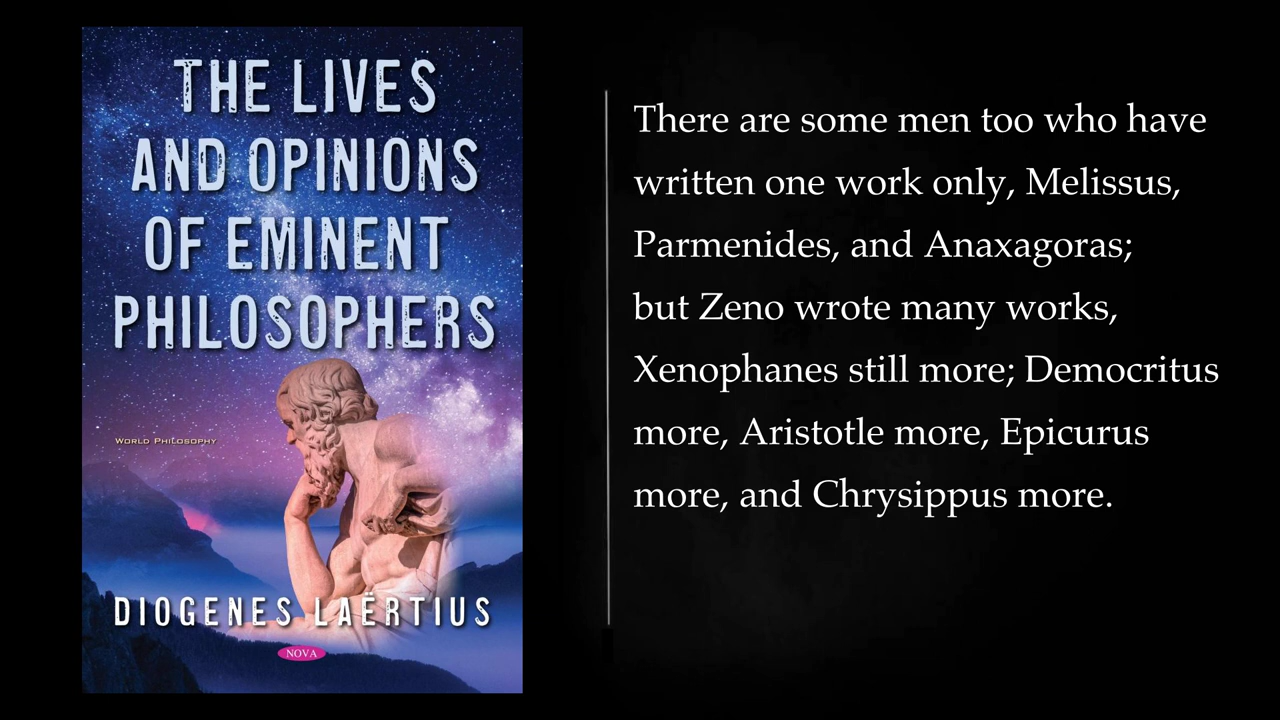 THE LIVES
AND OPINIONS
OF EMINENT
PHILOSOPHERS
WORLD PHILOSOPHY
DIOGENES LAËRTIUS
NOVA
There are some men too who have
written one work only, Melissus,
Parmenides, and Anaxagoras;
but Zeno wrote many works,
Xenophanes still more; Democritus
more, Aristotle more, Epicurus
more, and Chrysippus more.